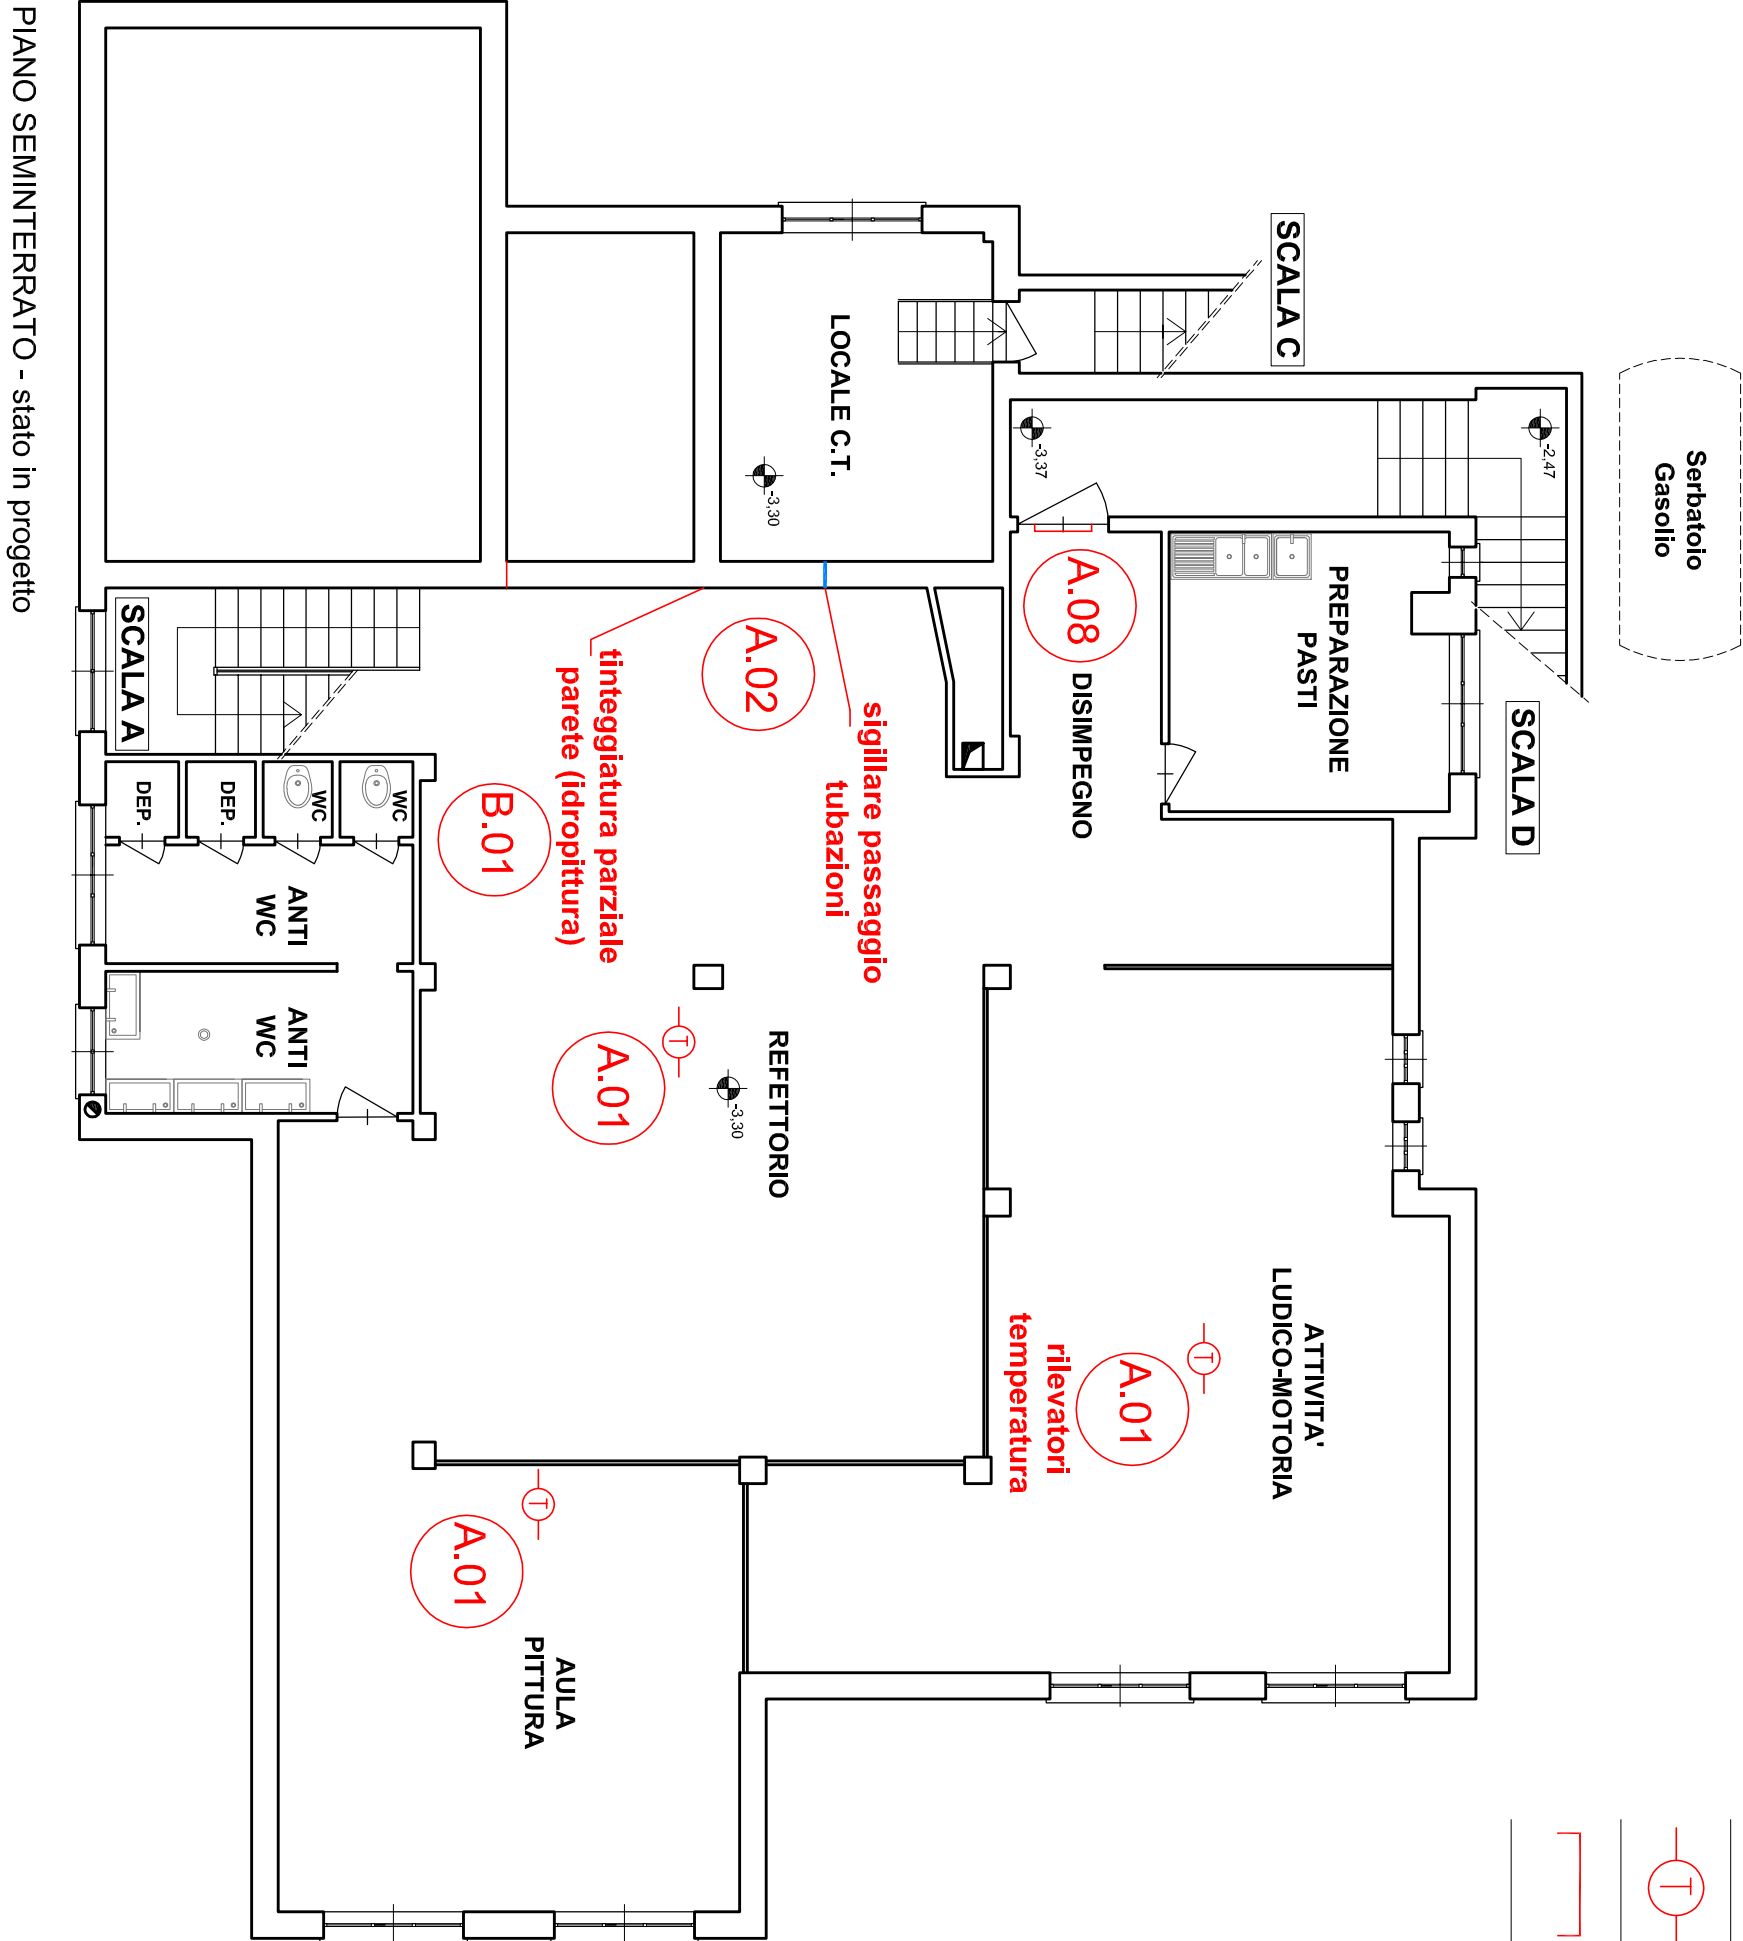 Serbatoio
Gasolio
SCALA C
SCALA D
-2,47
-3,37
PREPARAZIONE
PASTI
A.08
DISIMPEGNO
LOCALE C.T.
-3,30
sigillare passaggio
tubazioni
A.02
tinteggiatura parziale
parete (idropittura)
B.01
SCALA A
WC
WC
DEP.
DEP.
ANTI
WC
ANTI
WC
REFETTORIO
-3,30
T
A.01
ATTIVITA'
LUDICO-MOTORIA
T
A.01
rilevatori
temperatura
T
A.01
AULA
PITTURA
T
PIANO SEMINTERRATO - stato in progetto